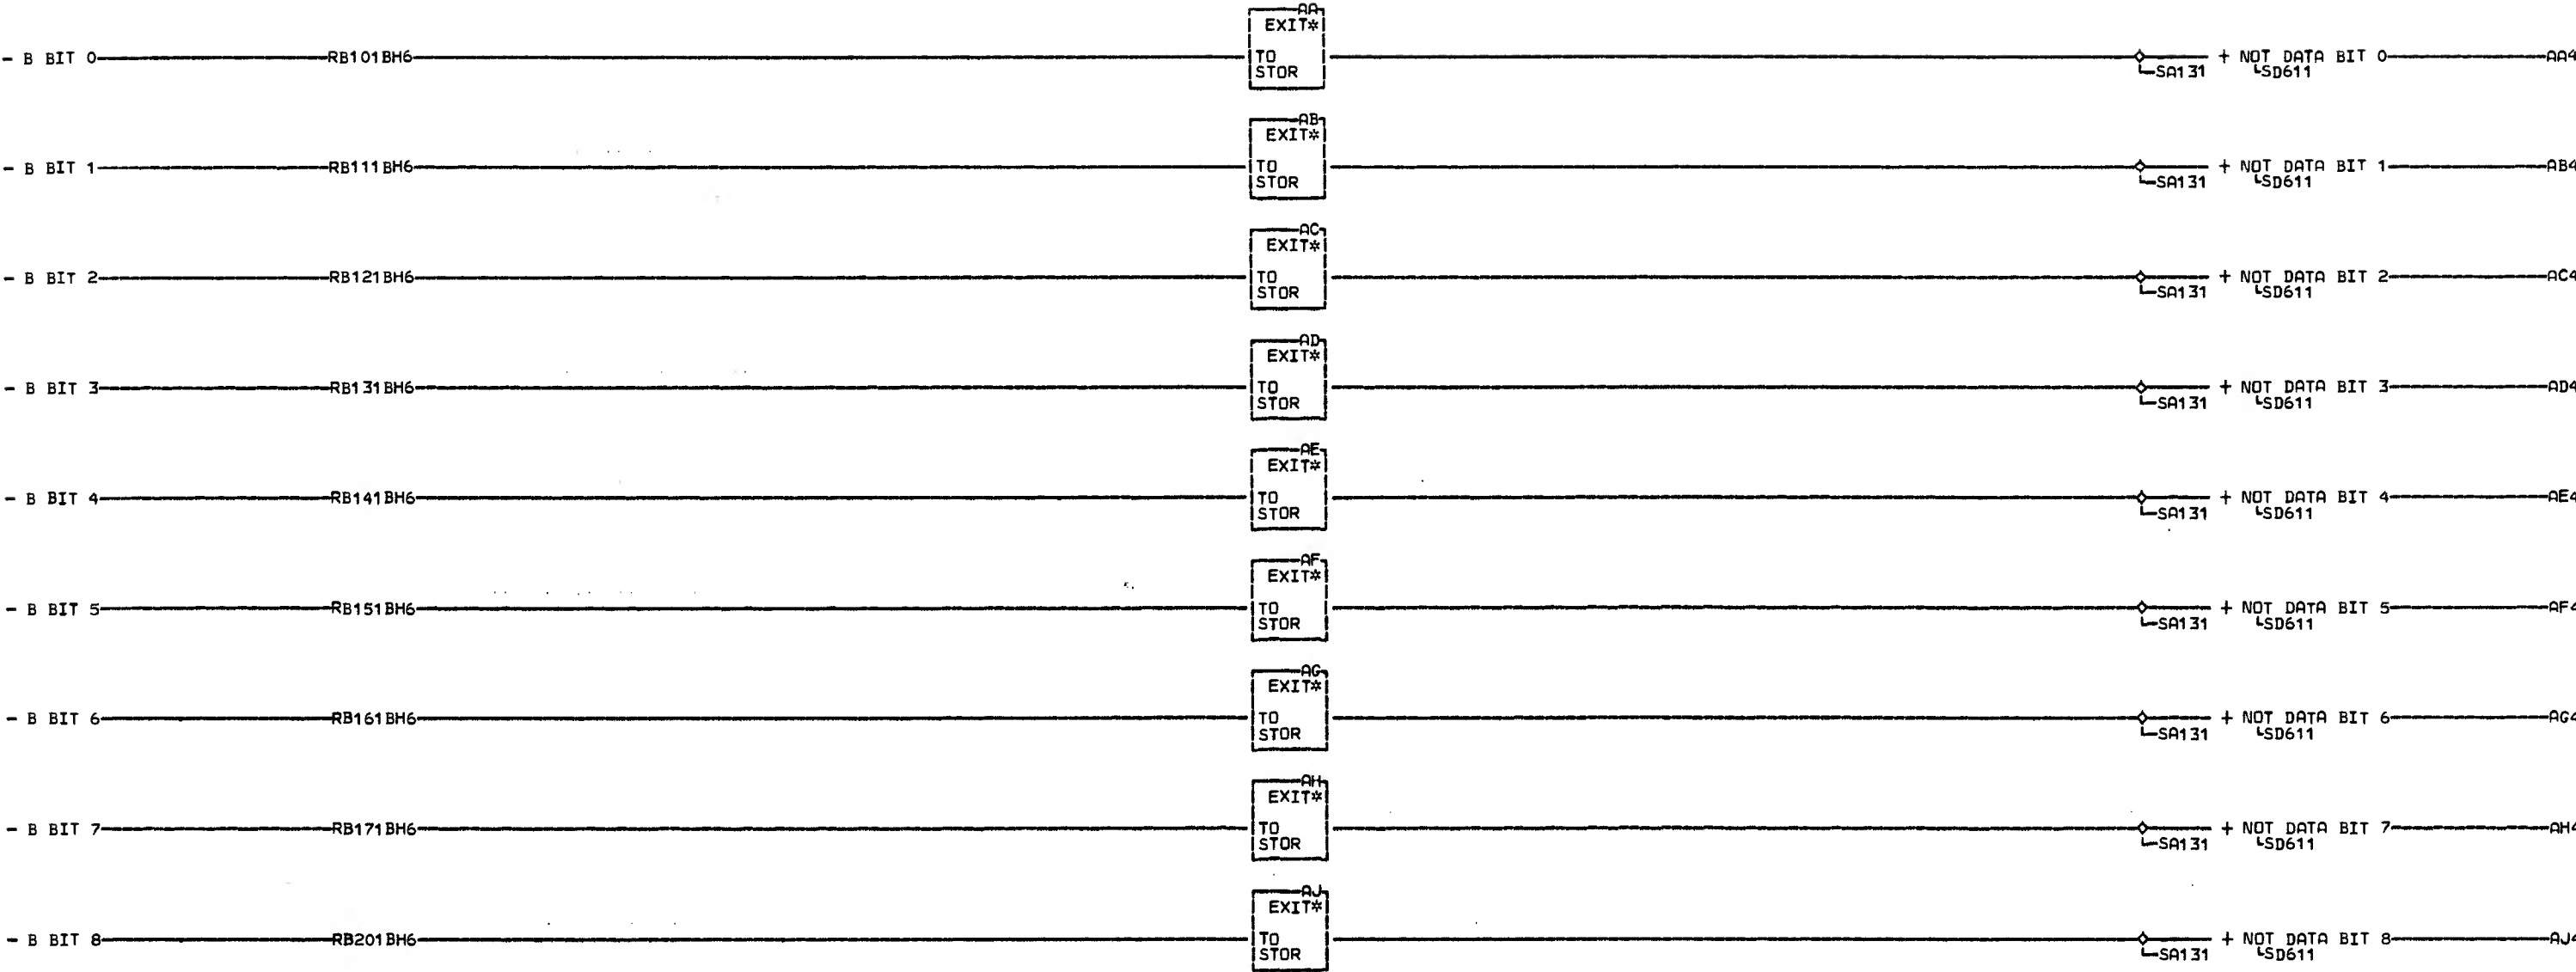 AA
EXIT*
- B BIT 0 RB101BH6 TO + NOT DATA BIT 0 AA4
STOR SA131 SD611
AB
EXIT*
- B BIT 1 RB111BH6 TO + NOT DATA BIT 1 AB4
STOR SA131 SD611
AC
EXIT*
- B BIT 2 RB121BH6 TO + NOT DATA BIT 2 AC4
STOR SA131 SD611
AD
EXIT*
- B BIT 3 RB131BH6 TO + NOT DATA BIT 3 AD4
STOR SA131 SD611
AE
EXIT*
- B BIT 4 RB141BH6 TO + NOT DATA BIT 4 AE4
STOR SA131 SD611
AF
EXIT*
- B BIT 5 RB151BH6 TO + NOT DATA BIT 5 AF4
STOR SA131 SD611
AG
EXIT*
- B BIT 6 RB161BH6 TO + NOT DATA BIT 6 AG4
STOR SA131 SD611
AH
EXIT*
- B BIT 7 RB171BH6 TO + NOT DATA BIT 7 AH4
STOR SA131 SD611
AJ
EXIT*
- B BIT 8 RB201BH6 TO + NOT DATA BIT 8 AJ4
STOR SA131 SD611